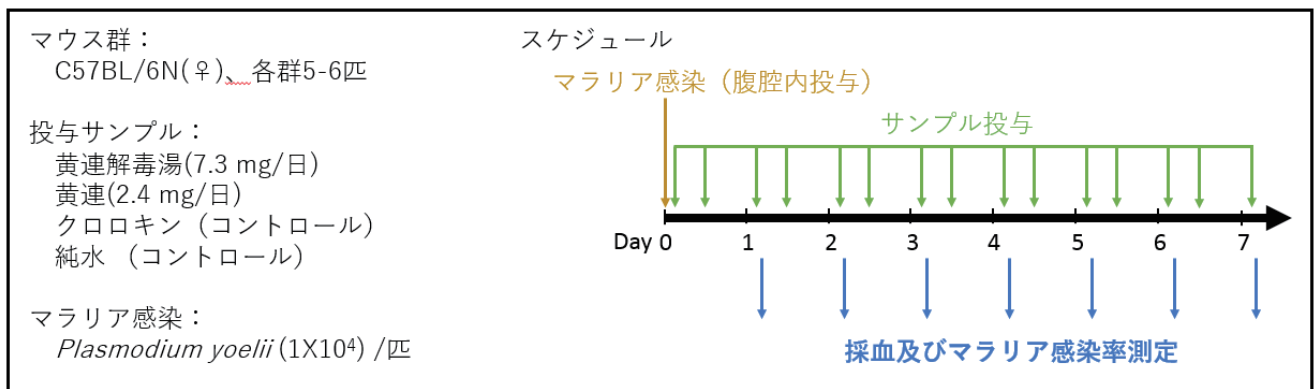 マウス群：
C57BL/6N(♀)、各群5-6匹
投与サンプル：
黄連解毒湯(7.3 mg/日)
黄連(2.4 mg/日)
クロロキン（コントロール）
純水 （コントロール）
マラリア感染：
Plasmodium yoelii (1X10⁴) /匹
スケジュール
マラリア感染（腹腔内投与）
サンプル投与
Day 0 1 2 3 4 5 6 7
採血及びマラリア感染率測定